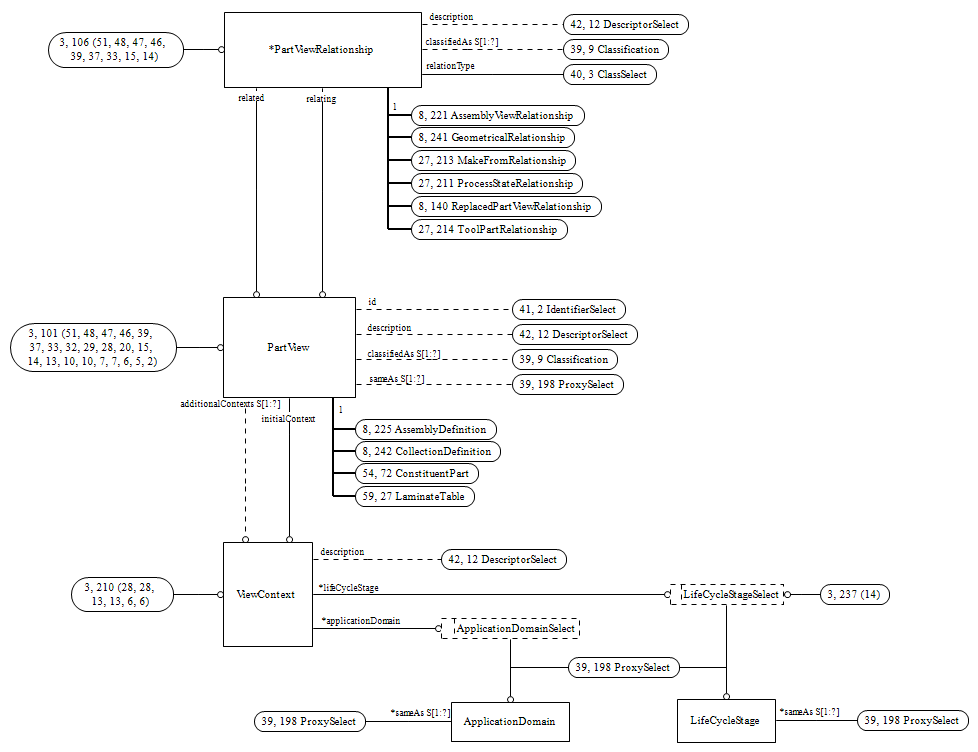 description
42, 12 DescriptorSelect
3, 106 (51, 48, 47, 46,
39, 37, 33, 15, 14)
*PartViewRelationship
classifiedAs S[1:?]
39, 9 Classification
relationType
40, 3 ClassSelect
related
relating
1
8, 221 AssemblyViewRelationship
8, 241 GeometricalRelationship
27, 213 MakeFromRelationship
27, 211 ProcessStateRelationship
8, 140 ReplacedPartViewRelationship
27, 214 ToolPartRelationship
id
41, 2 IdentifierSelect
3, 101 (51, 48, 47, 46, 39,
37, 33, 32, 29, 28, 20, 15,
14, 13, 10, 10, 7, 7, 6, 5, 2)
PartView
description
42, 12 DescriptorSelect
classifiedAs S[1:?]
39, 9 Classification
sameAs S[1:?]
39, 198 ProxySelect
additionalContexts S[1:?]
initialContext
1
8, 225 AssemblyDefinition
8, 242 CollectionDefinition
54, 72 ConstituentPart
59, 27 LaminateTable
description
42, 12 DescriptorSelect
3, 210 (28, 28,
13, 13, 6, 6)
ViewContext
*lifeCycleStage
LifeCycleStageSelect
3, 237 (14)
*applicationDomain
ApplicationDomainSelect
39, 198 ProxySelect
39, 198 ProxySelect
*sameAs S[1:?]
ApplicationDomain
LifeCycleStage
*sameAs S[1:?]
39, 198 ProxySelect